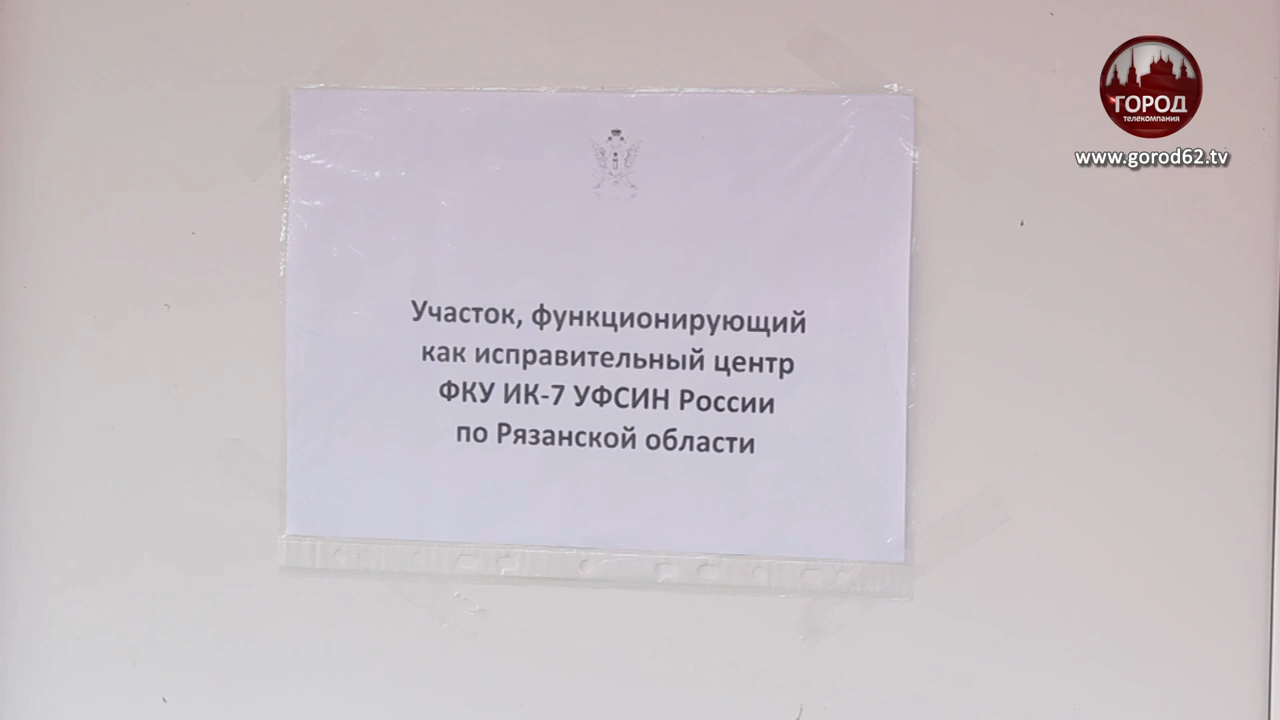 ГОРОД
телекомпания
www.gorod62.tv
Участок, функционирующий
как исправительный центр
ФКУ ИК-7 УФСИН России
по Рязанской области